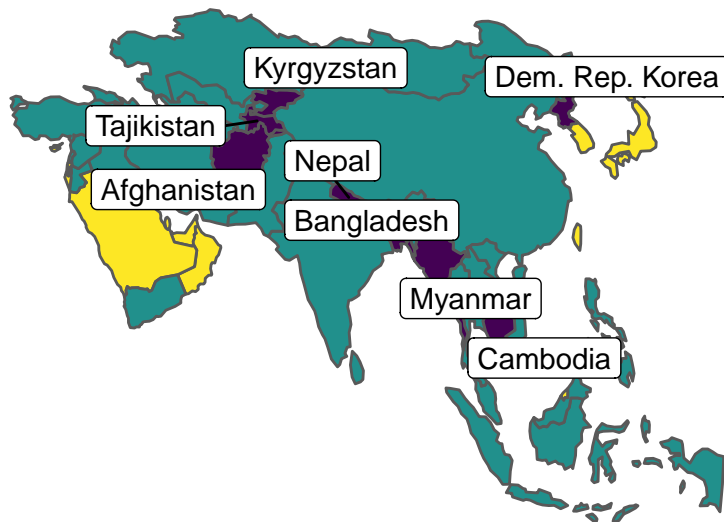 Kyrgyzstan
Dem. Rep. Korea
Tajikistan
Nepal
Afghanistan
Bangladesh
Myanmar
Cambodia